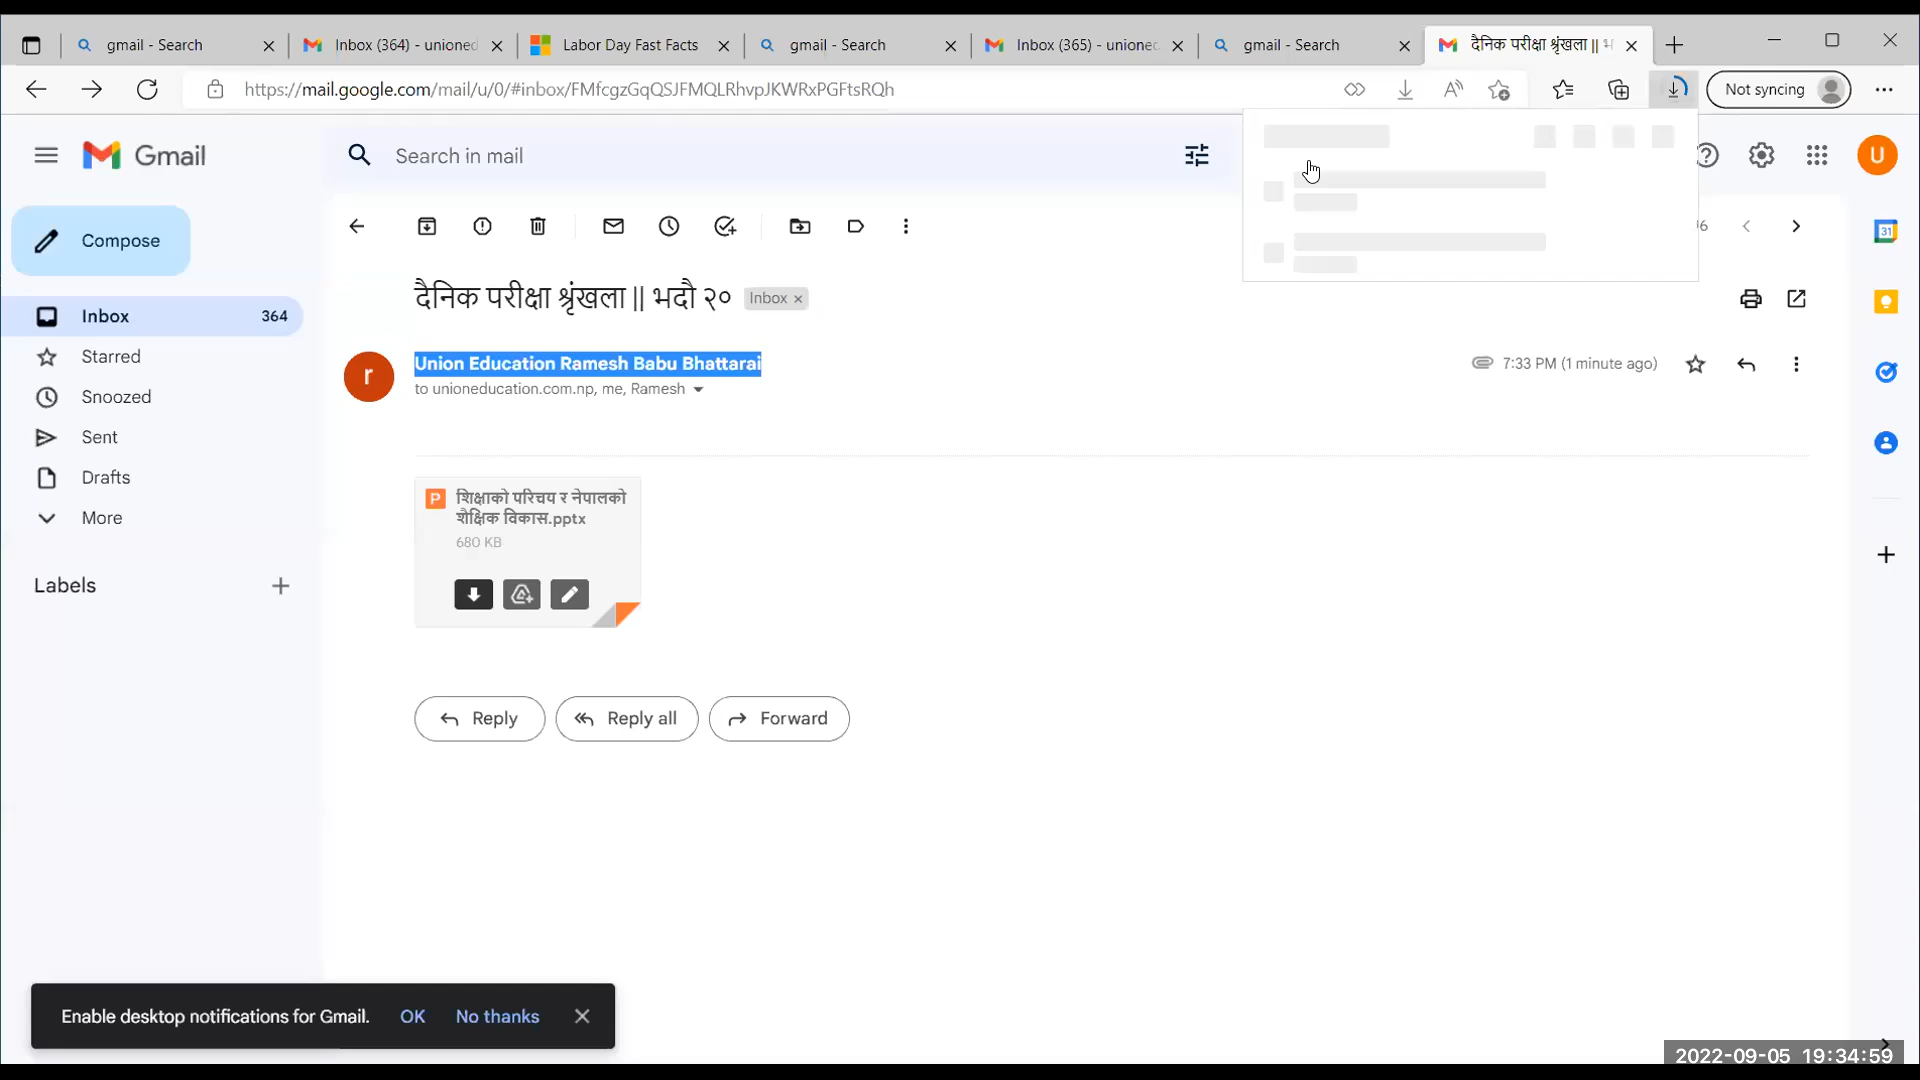 gmail - Search
Inbox (364) - unioned
Labor Day Fast Facts
gmail - Search
Inbox (365) - unionec
gmail - Search
दैनिक परीक्षा श्रृंखला || भ
https://mail.google.com/mail/u/0/#inbox/FMfcgzGqQSJFMQLRhvpJKWRxPGFtsRQh
Not syncing
Gmail
Search in mail
U
Compose
Inbox 364
Starred
Snoozed
Sent
Drafts
More
Labels
दैनिक परीक्षा श्रृंखला || भदौ २०
Inbox
r
Union Education Ramesh Babu Bhattarai
7:33 PM (1 minute ago)
to unioneducation.com.np, me, Ramesh
P
शिक्षाको परिचय र नेपालको
शैक्षिक विकास.pptx
680 KB
Reply
Reply all
Forward
31
Enable desktop notifications for Gmail. OK No thanks
2022-09-05 19:34:59